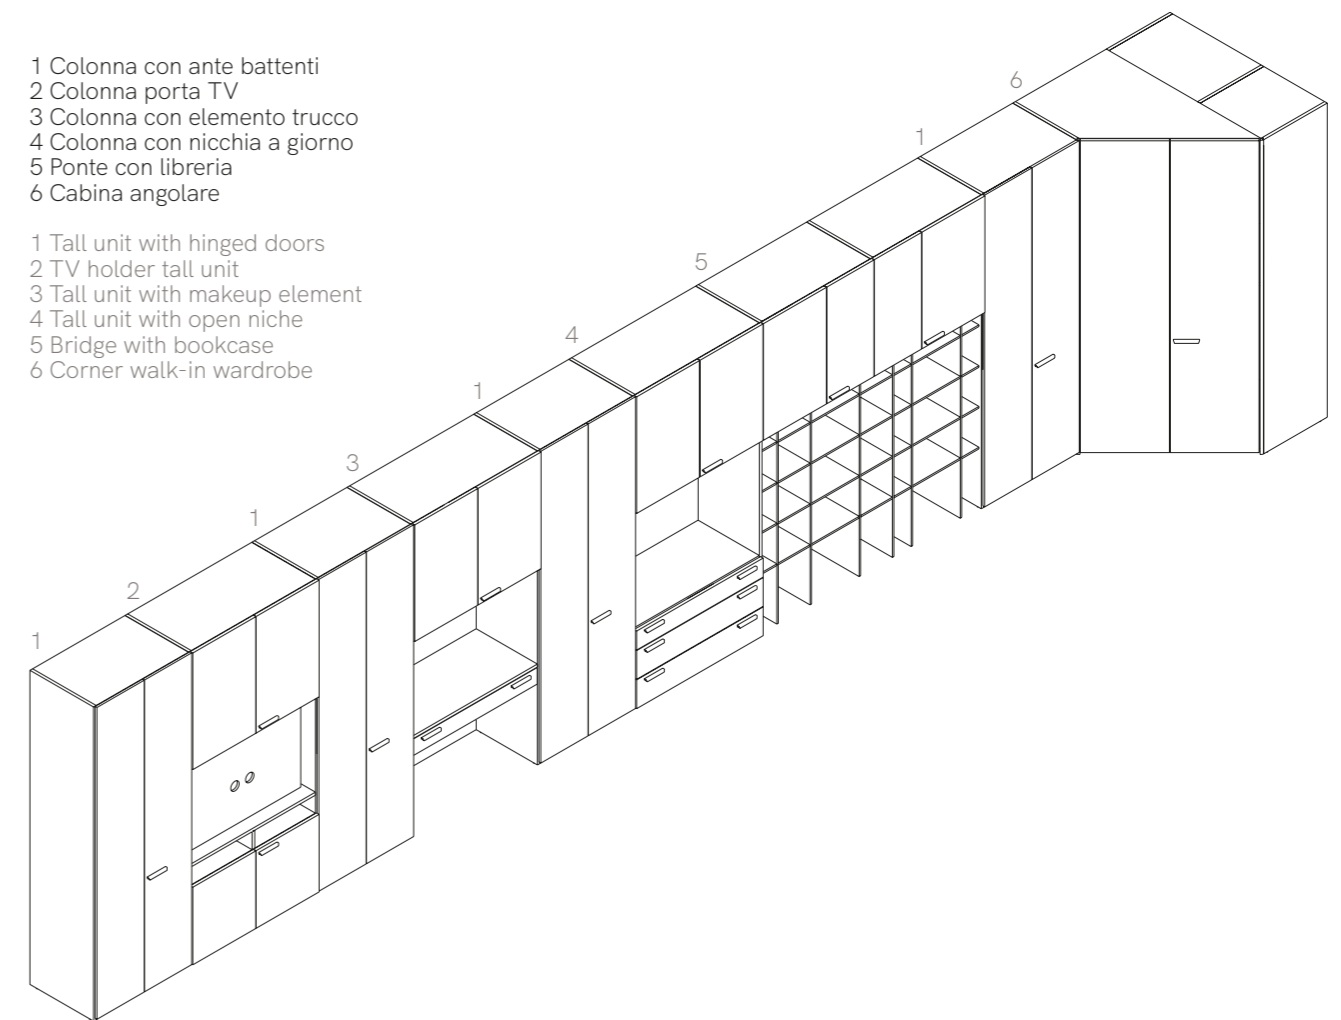 1 Colonna con ante battenti
2 Colonna porta TV
3 Colonna con elemento trucco
4 Colonna con nicchia a giorno
5 Ponte con libreria
6 Cabina angolare
1 Tall unit with hinged doors
2 TV holder tall unit
3 Tall unit with makeup element
4 Tall unit with open niche
5 Bridge with bookcase
6 Corner walk-in wardrobe
1
2
1
3
1
4
5
1
6